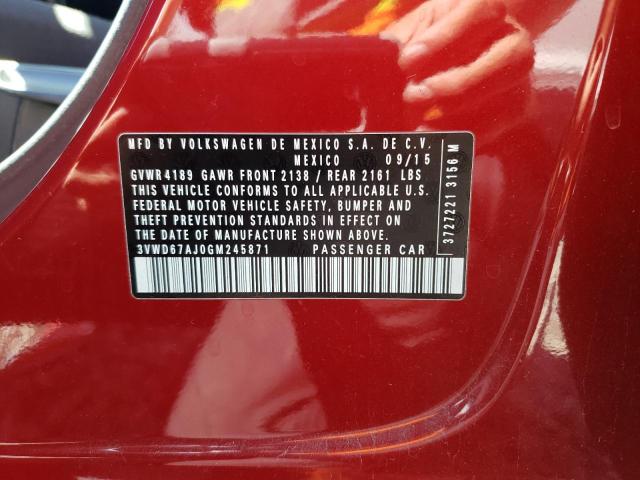 MFD BY VOLKSWAGEN DE MEXICO S.A. DE C.V.
MEXICO 09/15
GVWR4189 GAWR FRONT 2138 / REAR 2161 LBS
THIS VEHICLE CONFORMS TO ALL APPLICABLE U.S.
FEDERAL MOTOR VEHICLE SAFETY, BUMPER AND
THEFT PREVENTION STANDARDS IN EFFECT ON
THE DATE OF MANUFACTURE SHOWN ABOVE.
3VWD67AJ0GM245871 PASSENGER CAR
3727221 3156 M